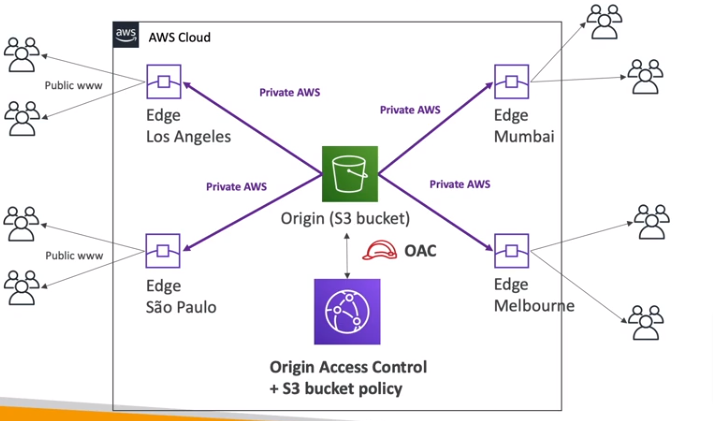 aws
AWS Cloud
Public www
Private AWS
Private AWS
Edge
Los Angeles
Edge
Mumbai
Private AWS
Private AWS
Origin (S3 bucket)
OAC
Public www
Edge
São Paulo
Edge
Melbourne
Origin Access Control
+ S3 bucket policy